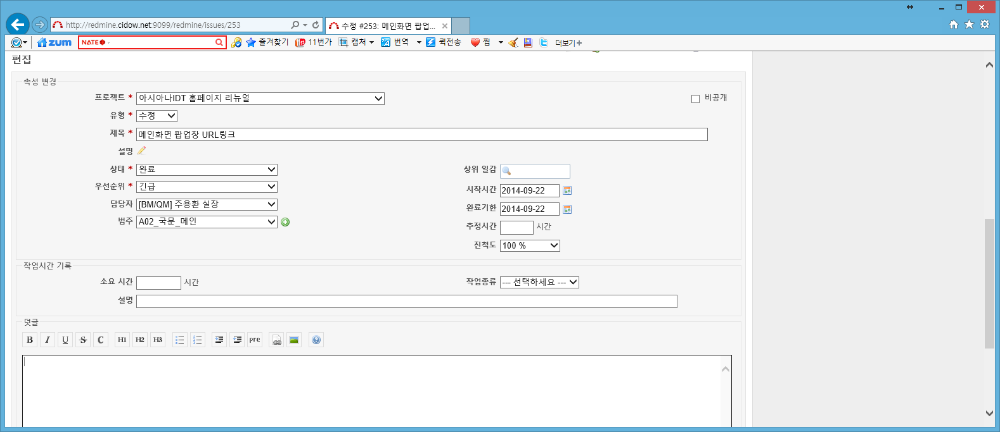 http://redmine.cidow.net:9099/redmine/issues/253
수정 #253: 메인화면 팝업...
zum NATE 즐겨찾기 11번가 캡처 번역 퀵전송 찜 더보기+
편집
속성 변경
프로젝트 * 아시아나IDT 홈페이지 리뉴얼 비공개
유형 * 수정
제목 * 메인화면 팝업창 URL링크
설명
상태 * 완료 상위 일감
우선순위 * 긴급 시작시간 2014-09-22
담당자 [BM/QM] 주용환 실장 완료기한 2014-09-22
범주 A02_국문_메인 추정시간 시간
진척도 100 %
작업시간 기록
소요 시간 시간 작업종류 --- 선택하세요 ---
설명
덧글
B I U S C H1 H2 H3 pre